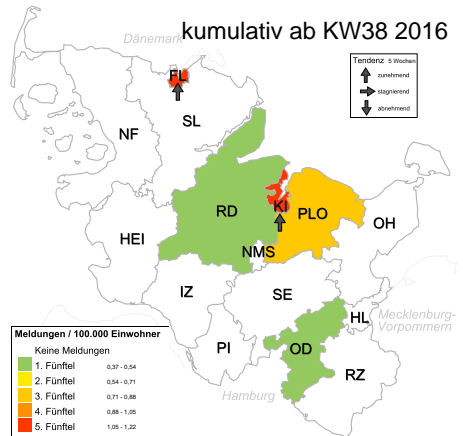 kumulativ ab KW38 2016
Dänemark
Tendenz 5 Wochen
zunehmend
stagnierend
abnehmend
FL
SL
NF
KI
RD
PLO
OH
HEI
NMS
IZ
SE
HL
Mecklenburg-
Vorpommern
PI
OD
RZ
Hamburg
Meldungen / 100.000 Einwohner
Keine Meldungen
1. Fünftel 0,37 - 0,54
2. Fünftel 0,54 - 0,71
3. Fünftel 0,71 - 0,88
4. Fünftel 0,88 - 1,05
5. Fünftel 1,05 - 1,22